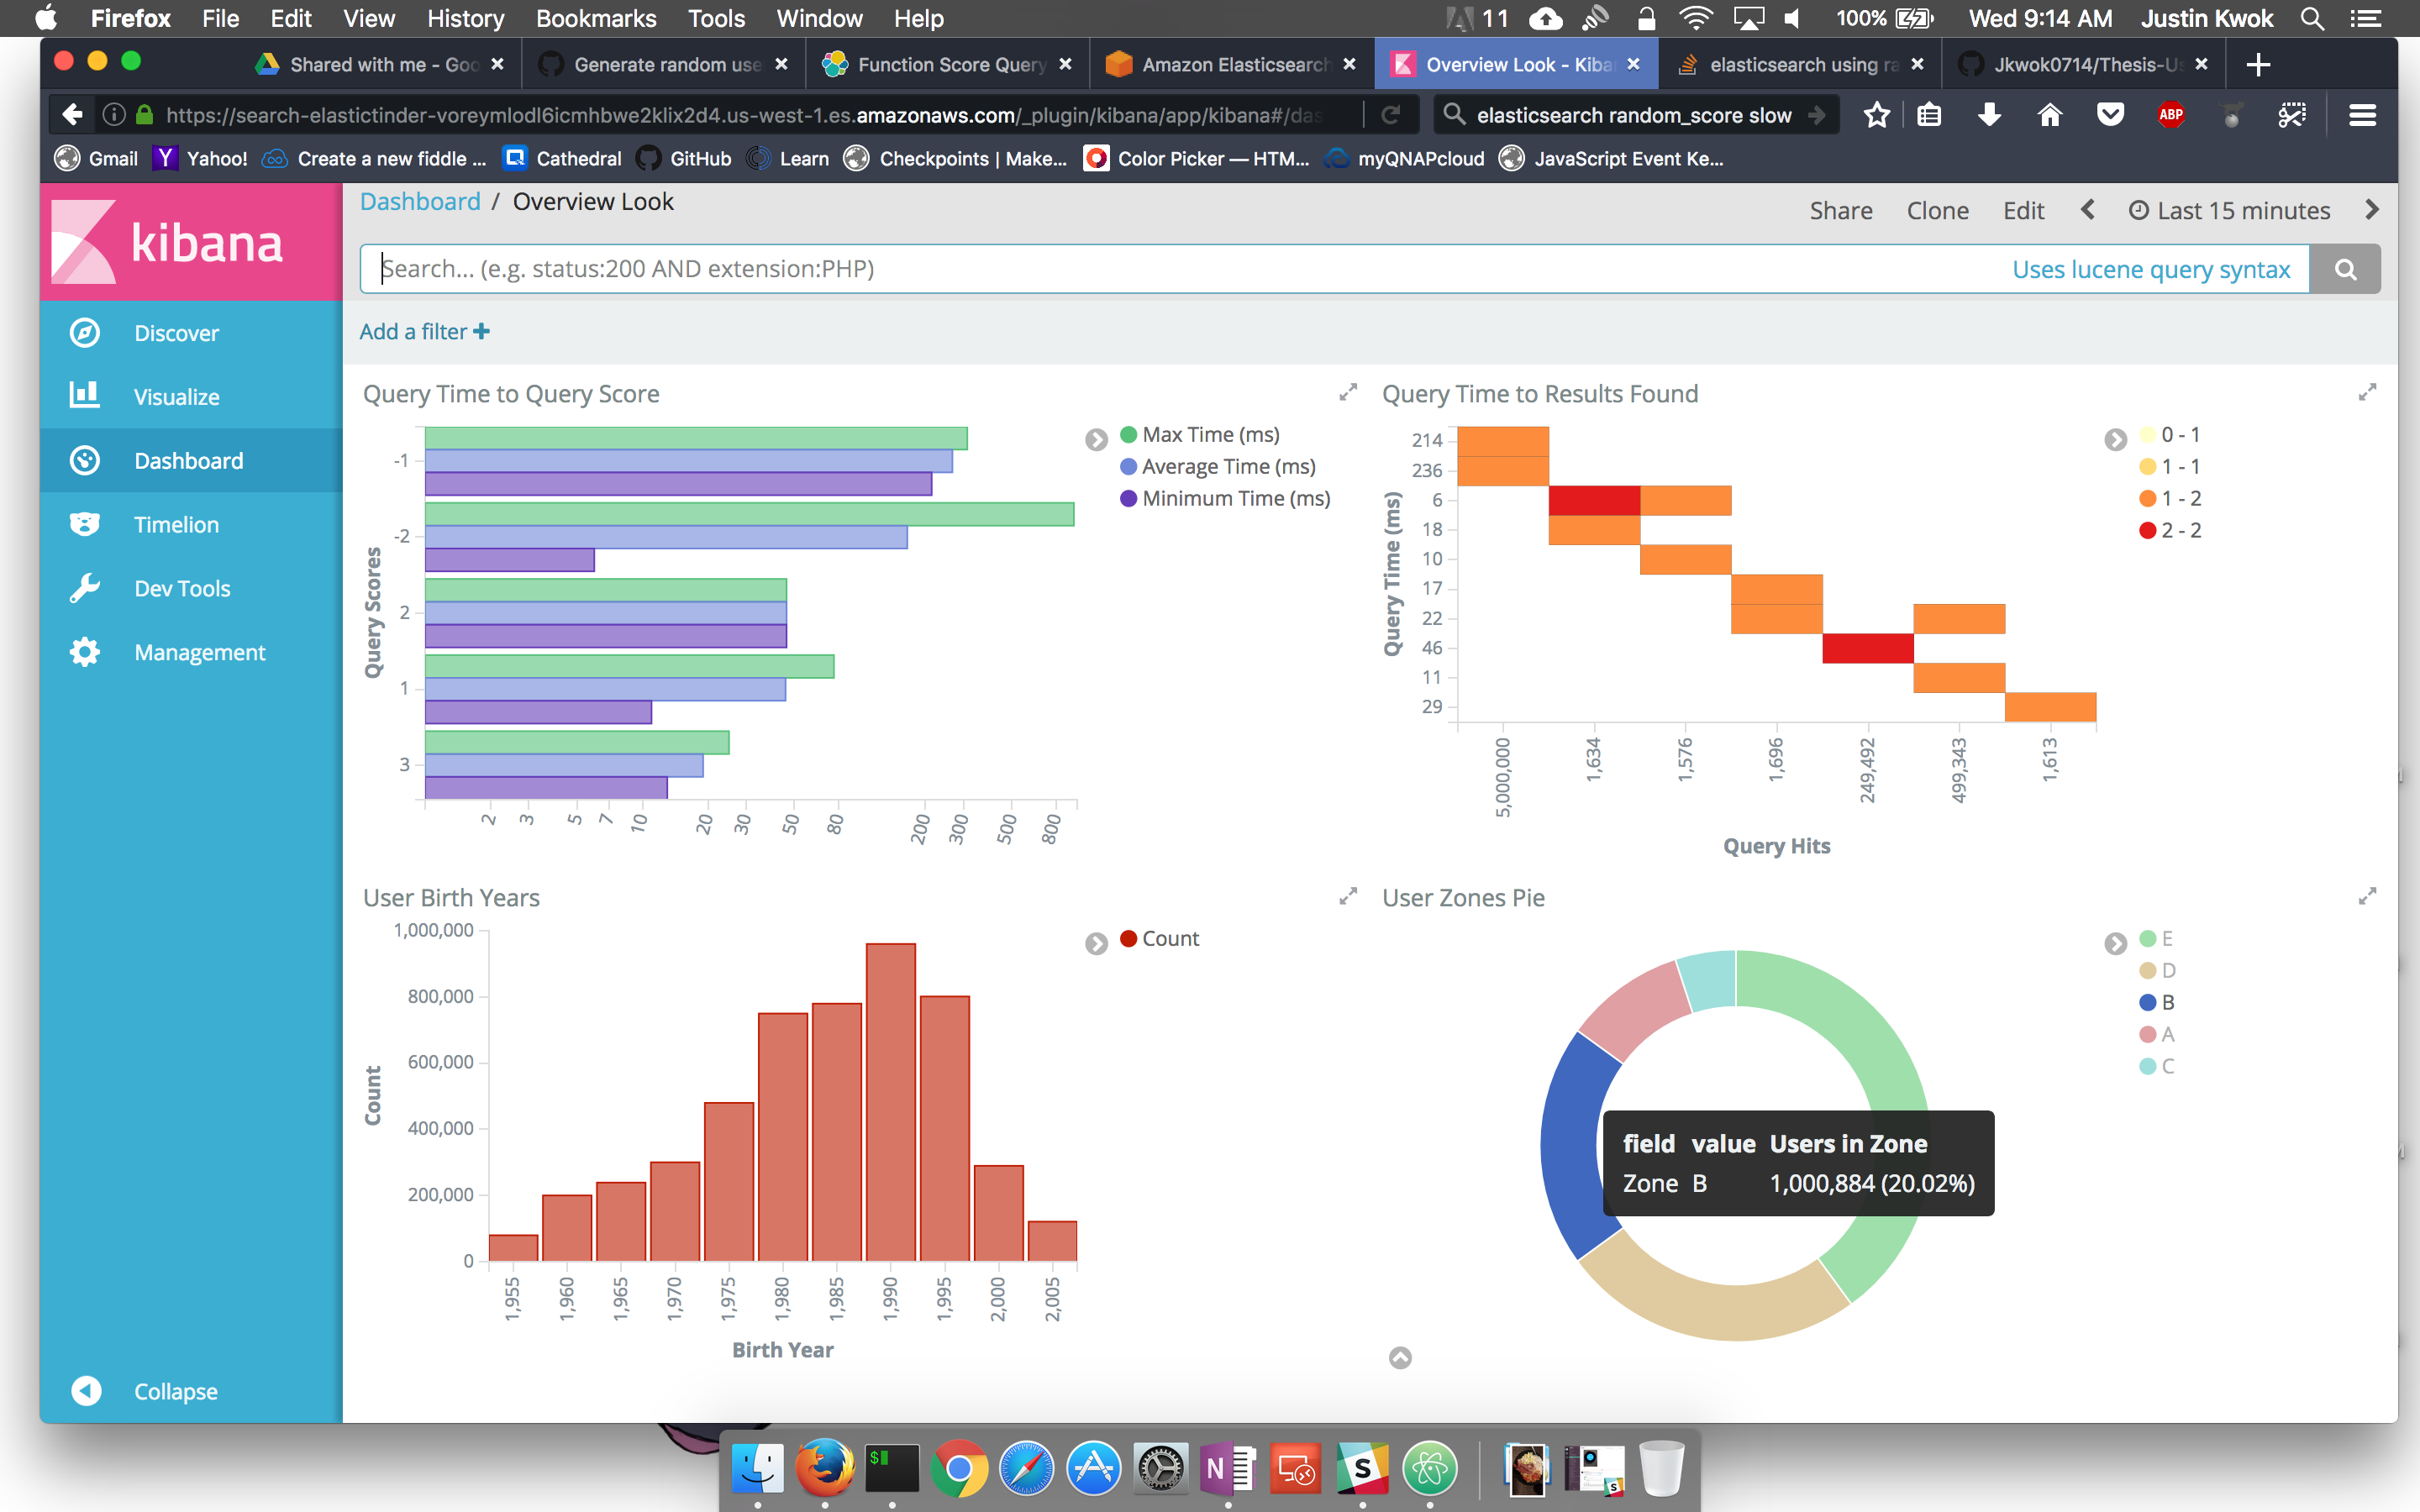 Firefox File Edit View History Bookmarks Tools Window Help 11 100% Wed 9:14 AM Justin Kwok
Shared with me - Goo Generate random use Function Score Query Amazon Elasticsearch Overview Look - Kiba elasticsearch using ra Jkwok0714/Thesis-Us
https://search-elastictinder-voreymlodl6icmhbwe2klix2d4.us-west-1.es.amazonaws.com/_plugin/kibana/app/kibana#/das elasticsearch random_score slow ABP
Gmail Yahoo! Create a new fiddle ... Cathedral GitHub Learn Checkpoints | Make... Color Picker — HTM... myQNAPcloud JavaScript Event Ke...
kibana
Discover
Visualize
Dashboard
Timelion
Dev Tools
Management
Collapse
Dashboard / Overview Look
Share Clone Edit Last 15 minutes
Search... (e.g. status:200 AND extension:PHP) Uses lucene query syntax
Add a filter +
Query Time to Query Score
Query Scores
-1
-2
2
1
3
2 3 5 7 10 20 30 50 80 200 300 500 800
Max Time (ms)
Average Time (ms)
Minimum Time (ms)
Query Time to Results Found
Query Time (ms)
214
236
6
18
10
17
22
46
11
29
5,000,000 1,634 1,576 1,696 249,492 499,343 1,613
Query Hits
0 - 1
1 - 1
1 - 2
2 - 2
User Birth Years
Count
1,000,000
800,000
600,000
400,000
200,000
0
1,955 1,960 1,965 1,970 1,975 1,980 1,985 1,990 1,995 2,000 2,005
Birth Year
Count
User Zones Pie
E
D
B
A
C
field value Users in Zone
Zone B 1,000,884 (20.02%)
$
N
S